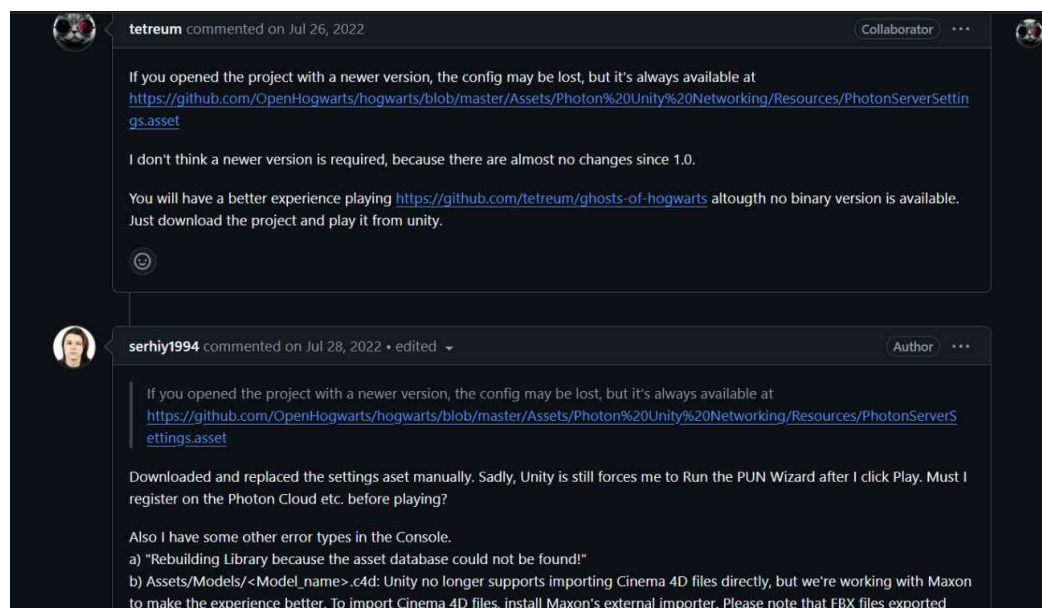 tetreum commented on Jul 26, 2022
Collaborator ···
If you opened the project with a newer version, the config may be lost, but it's always available at
https://github.com/OpenHogwarts/hogwarts/blob/master/Assets/Photon%20Unity%20Networking/Resources/PhotonServerSettin
gs.asset
I don't think a newer version is required, because there are almost no changes since 1.0.
You will have a better experience playing https://github.com/tetreum/ghosts-of-hogwarts altougth no binary version is available.
Just download the project and play it from unity.
serhiy1994 commented on Jul 28, 2022 • edited
Author ···
If you opened the project with a newer version, the config may be lost, but it's always available at
https://github.com/OpenHogwarts/hogwarts/blob/master/Assets/Photon%20Unity%20Networking/Resources/PhotonServerS
ettings.asset
Downloaded and replaced the settings aset manually. Sadly, Unity is still forces me to Run the PUN Wizard after I click Play. Must I
register on the Photon Cloud etc. before playing?
Also I have some other error types in the Console.
a) "Rebuilding Library because the asset database could not be found!"
b) Assets/Models/<Model_name>.c4d: Unity no longer supports importing Cinema 4D files directly, but we're working with Maxon
to make the experience better. To import Cinema 4D files, install Maxon's external importer. Please note that FBX files exported